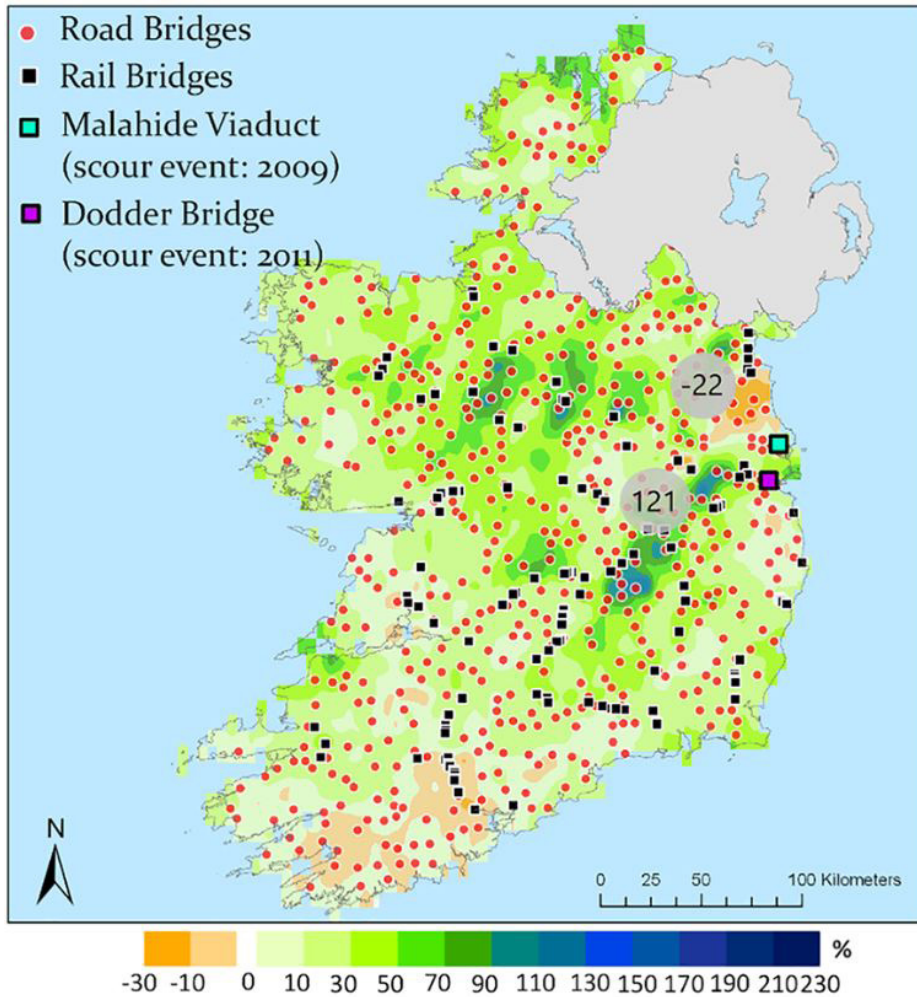 Road Bridges
Rail Bridges
Malahide Viaduct
(scour event: 2009)
Dodder Bridge
(scour event: 2011)
-22
121
N
0 25 50 100 Kilometers
%
-30 -10 0 10 30 50 70 90 110 130 150 170 190 210 230